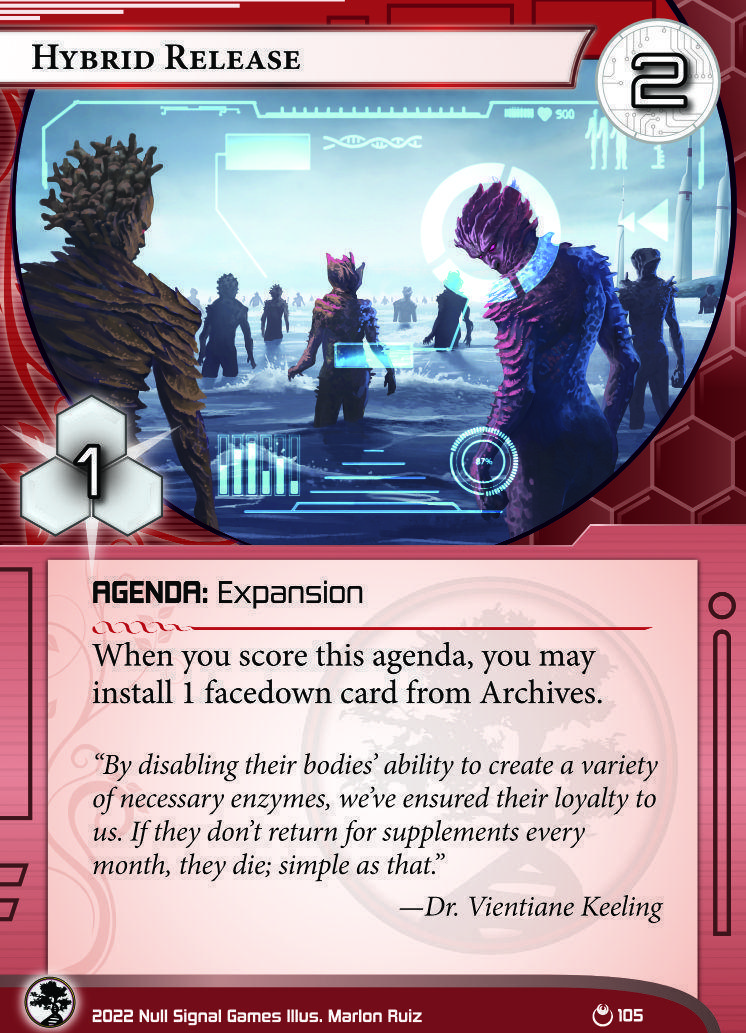 Hybrid Release
2
500
67%
1
AGENDA: Expansion
When you score this agenda, you may
install 1 facedown card from Archives.
“By disabling their bodies’ ability to create a variety
of necessary enzymes, we’ve ensured their loyalty to
us. If they don’t return for supplements every
month, they die; simple as that.”
—Dr. Vientiane Keeling
2022 Null Signal Games Illus. Marlon Ruiz
105